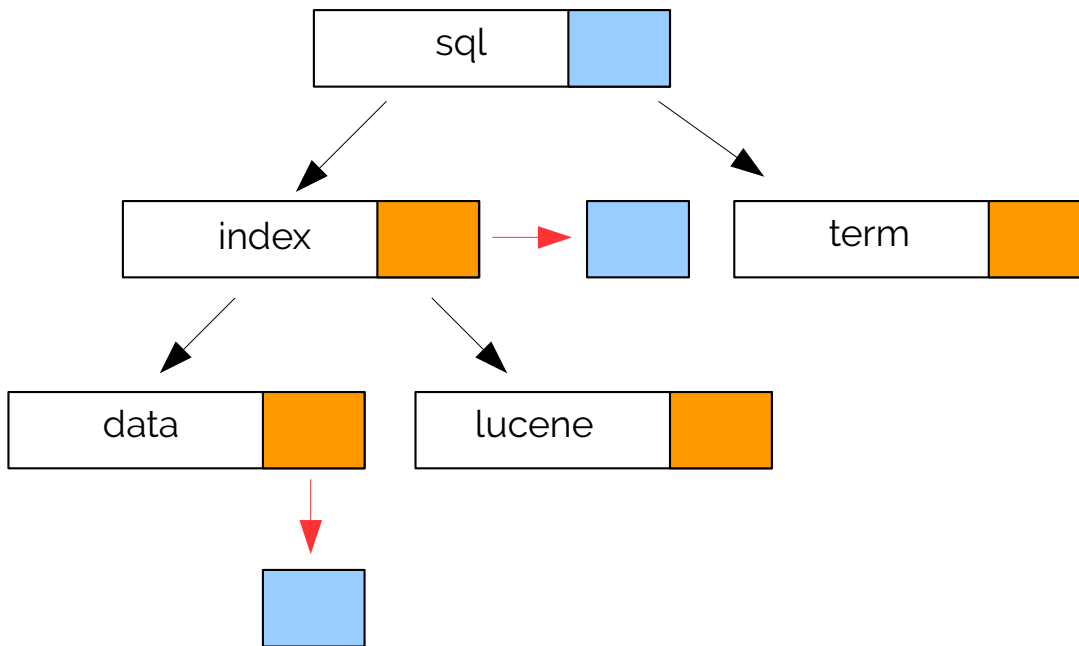 sql
index
term
data
lucene